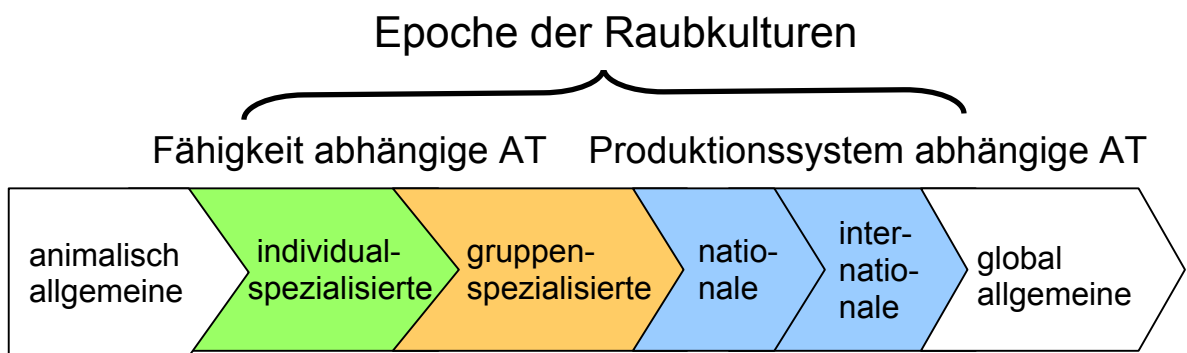 Epoche der Raubkulturen
Fähigkeit abhängige AT
Produktionssystem abhängige AT
animalisch
allgemeine
individual-
spezialisierte
gruppen-
spezialisierte
natio-
nale
inter-
natio-
nale
global
allgemeine